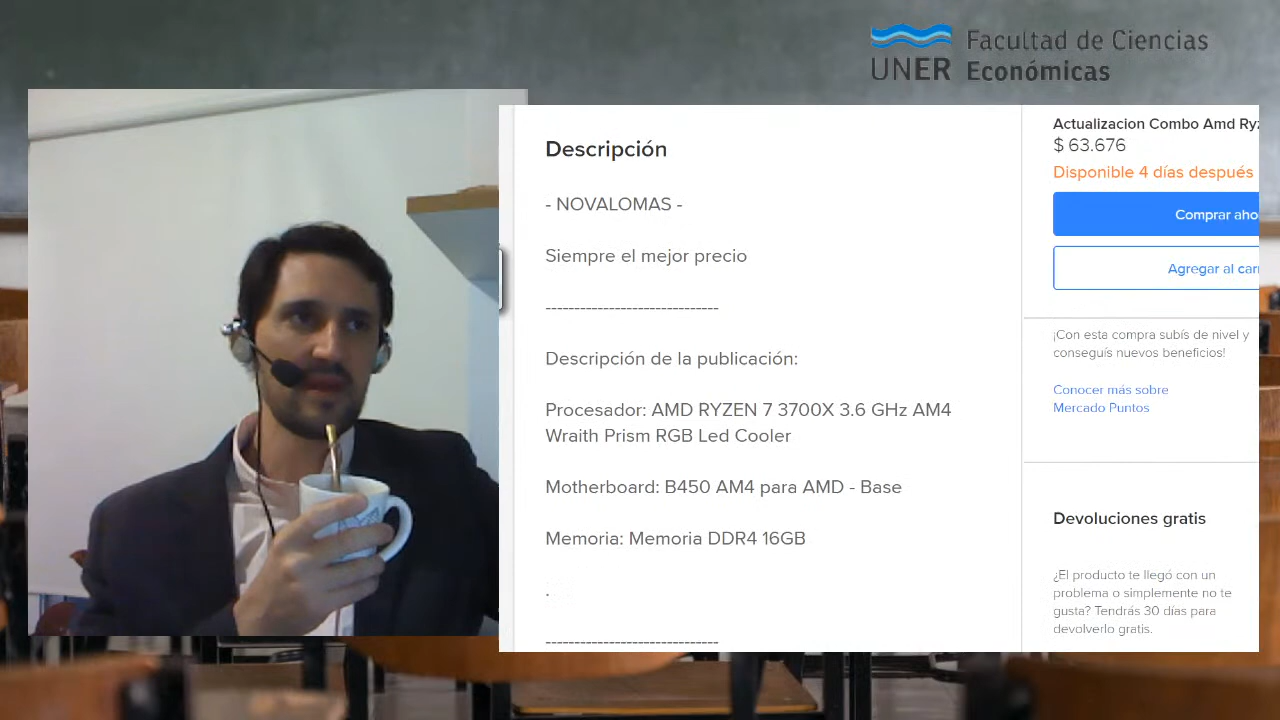 UNER Facultad de Ciencias
Económicas
Descripción
- NOVALOMAS -
Siempre el mejor precio
------------------------------
Descripción de la publicación:
Procesador: AMD RYZEN 7 3700X 3.6 GHz AM4
Wraith Prism RGB Led Cooler
Motherboard: B450 AM4 para AMD - Base
Memoria: Memoria DDR4 16GB
.
------------------------------
Actualizacion Combo Amd Ryz
$ 63.676
Disponible 4 días después
Comprar aho
Agregar al carr
¡Con esta compra subís de nivel y
conseguís nuevos beneficios!
Conocer más sobre
Mercado Puntos
Devoluciones gratis
¿El producto te llegó con un
problema o simplemente no te
gusta? Tendrás 30 días para
devolverlo gratis.